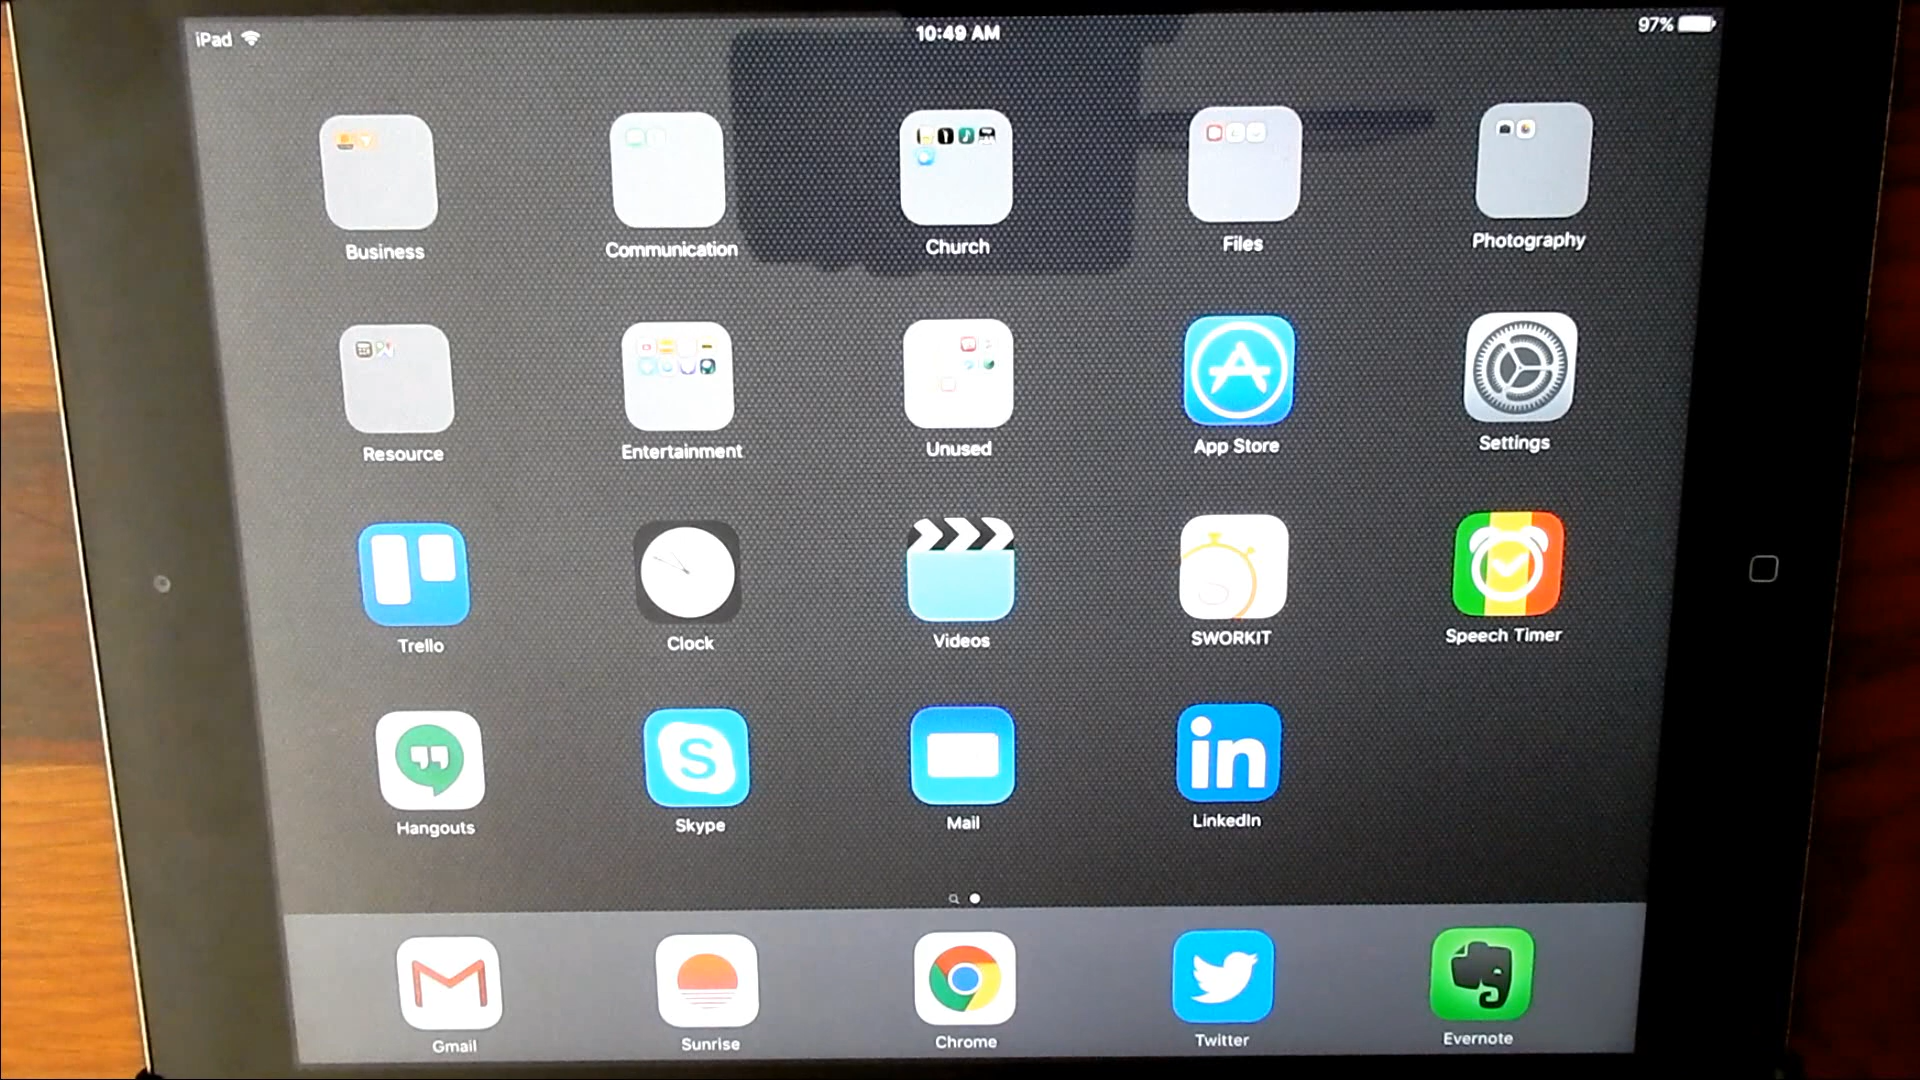 iPad 10:49 AM 97%
Business Communication Church Files Photography
Resource Entertainment Unused App Store Settings
Trello Clock Videos SWORKIT Speech Timer
Hangouts Skype Mail LinkedIn
Gmail Sunrise Chrome Twitter Evernote